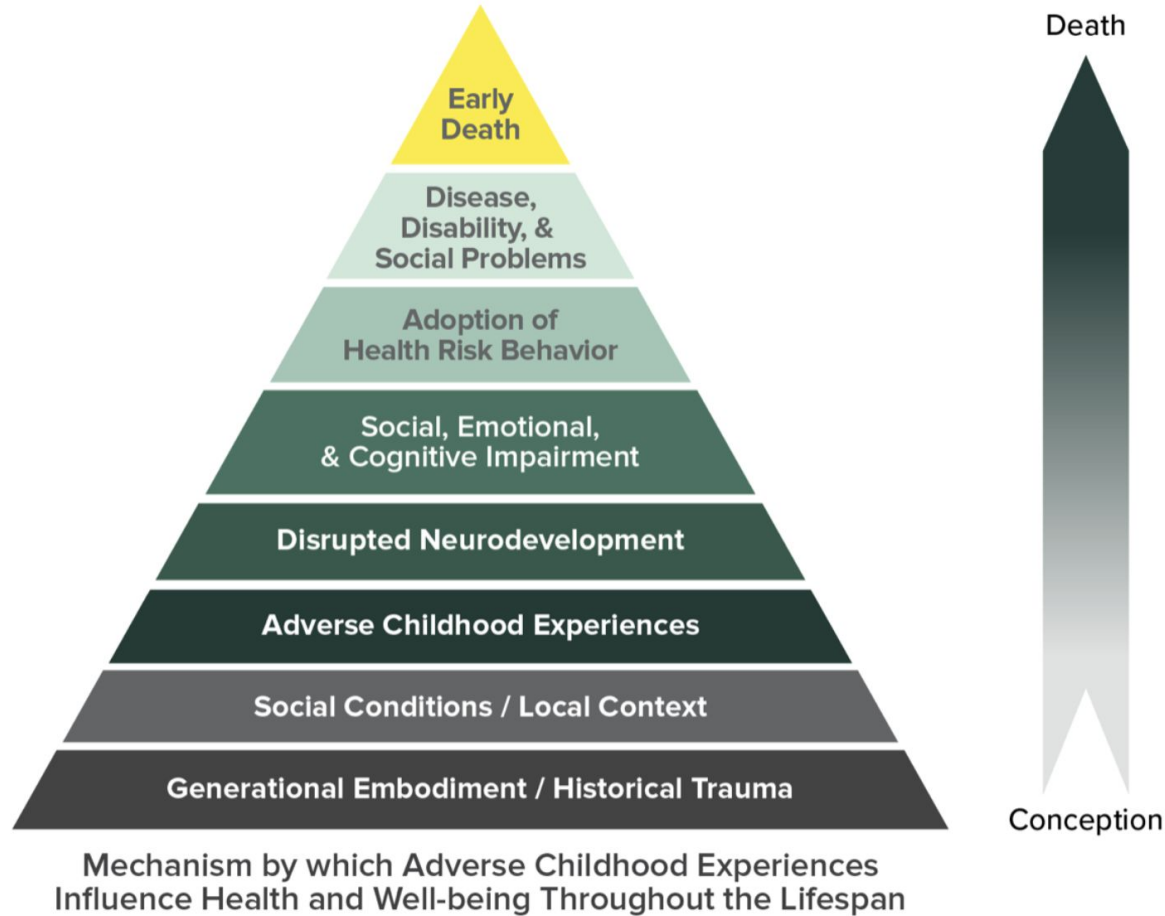 Death
Early
Death
Disease,
Disability, &
Social Problems
Adoption of
Health Risk Behavior
Social, Emotional,
& Cognitive Impairment
Disrupted Neurodevelopment
Adverse Childhood Experiences
Social Conditions / Local Context
Generational Embodiment / Historical Trauma
Conception
Mechanism by which Adverse Childhood Experiences
Influence Health and Well-being Throughout the Lifespan